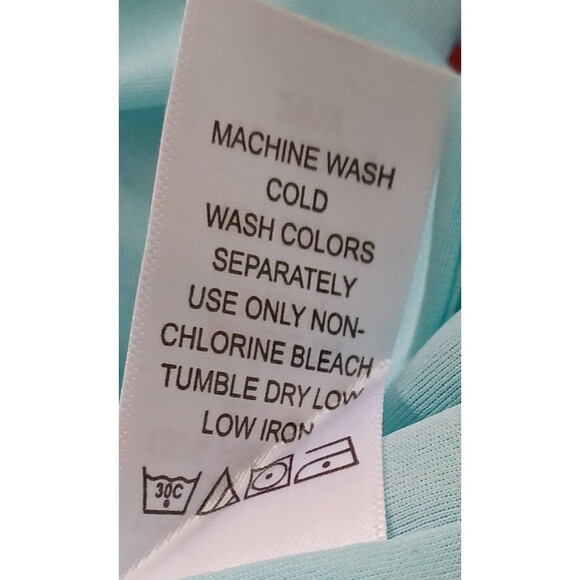 MACHINE WASH
COLD
WASH COLORS
SEPARATELY
USE ONLY NON-
CHLORINE BLEACH
TUMBLE DRY LOW
LOW IRON
30C